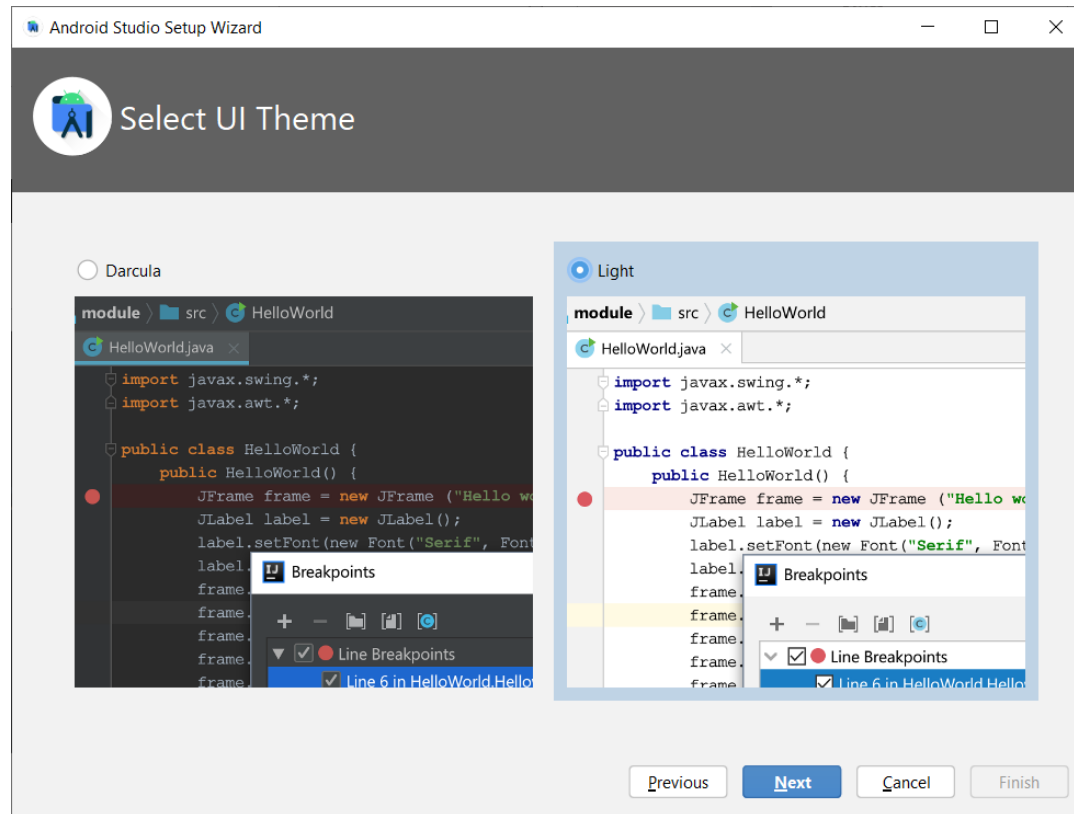 Android Studio Setup Wizard
Select UI Theme
Darcula
module src HelloWorld
HelloWorld.java
import javax.swing.*;
import javax.awt.*;
public class HelloWorld {
public HelloWorld() {
JFrame frame = new JFrame ("Hello
JLabel label = new JLabel();
label.setFont(new Font("Serif", Font
label.
Breakpoints
frame.
frame.
frame.
Line Breakpoints
frame.
Line 6 in HelloWorld.Hello
frame.
Light
module src HelloWorld
HelloWorld.java
import javax.swing.*;
import javax.awt.*;
public class HelloWorld {
public HelloWorld() {
JFrame frame = new JFrame ("Hello
JLabel label = new JLabel();
label.setFont(new Font("Serif", Font
label.
Breakpoints
frame.
frame.
frame.
frame.
Line Breakpoints
frame
Line 6 in HelloWorld.Hello
Previous Next Cancel Finish